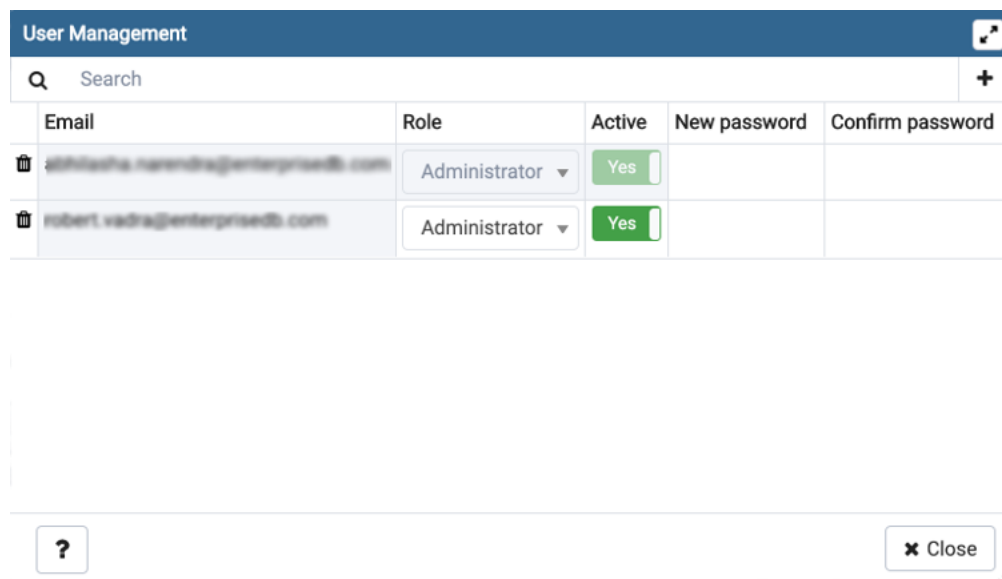 User Management
Search
Email Role Active New password Confirm password
Administrator Yes
Administrator Yes
? Close